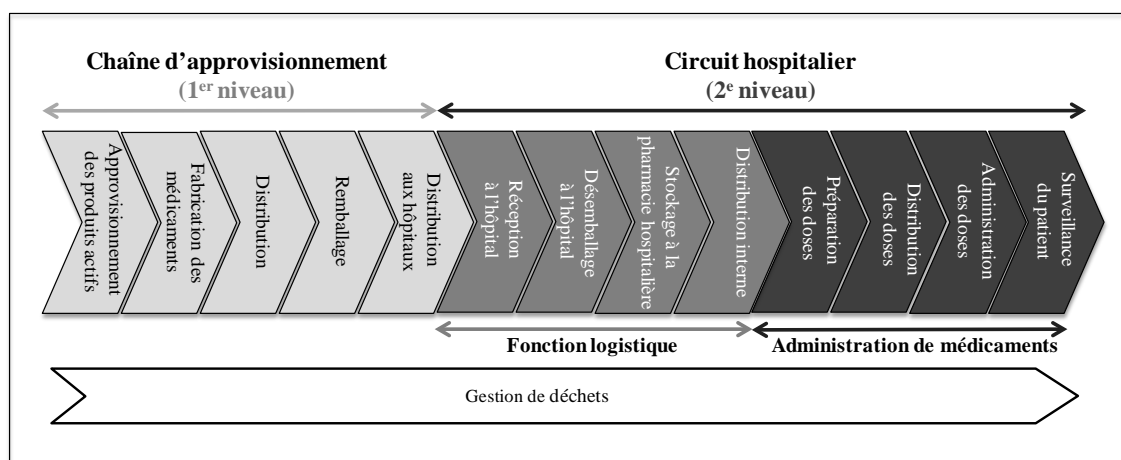 Chaîne d’approvisionnement
(1er niveau)
Circuit hospitalier
(2e niveau)
Approvisionnement
des produits actifs
Fabrication des
médicaments
Distribution
Remballage
Distribution
aux hôpitaux
Réception
à l’hôpital
Désemballage
à l’hôpital
Stockage à la
pharmacie hospitalière
Distribution interne
Préparation
des doses
Distribution
des doses
Administration
des doses
Surveillance
du patient
Fonction logistique
Administration de médicaments
Gestion de déchets